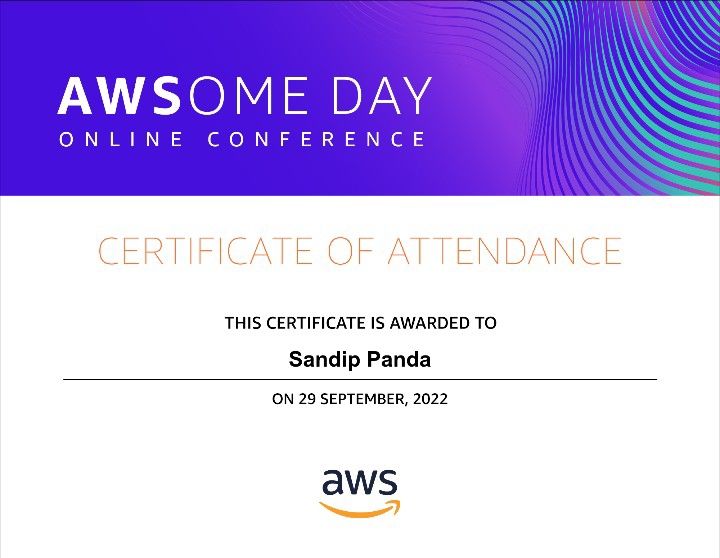 AWSOME DAY
ONLINE CONFERENCE
CERTIFICATE OF ATTENDANCE
THIS CERTIFICATE IS AWARDED TO
Sandip Panda
ON 29 SEPTEMBER, 2022
aws